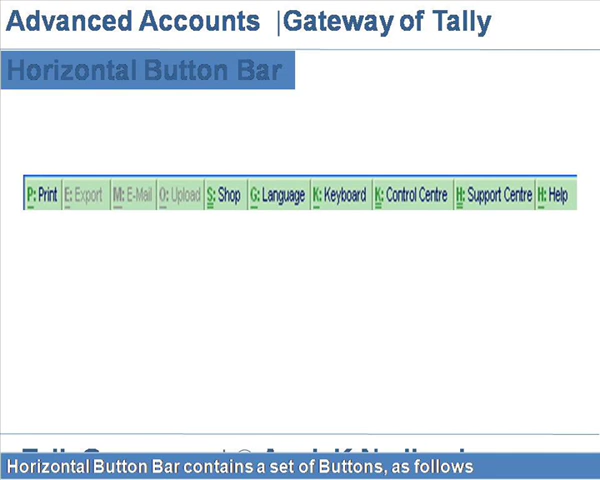 Advanced Accounts |Gateway of Tally
Horizontal Button Bar
P: Print E: Export M: E-Mail O: Upload S: Shop G: Language K: Keyboard K: Control Centre H: Support Centre H: Help
Horizontal Button Bar contains a set of Buttons, as follows